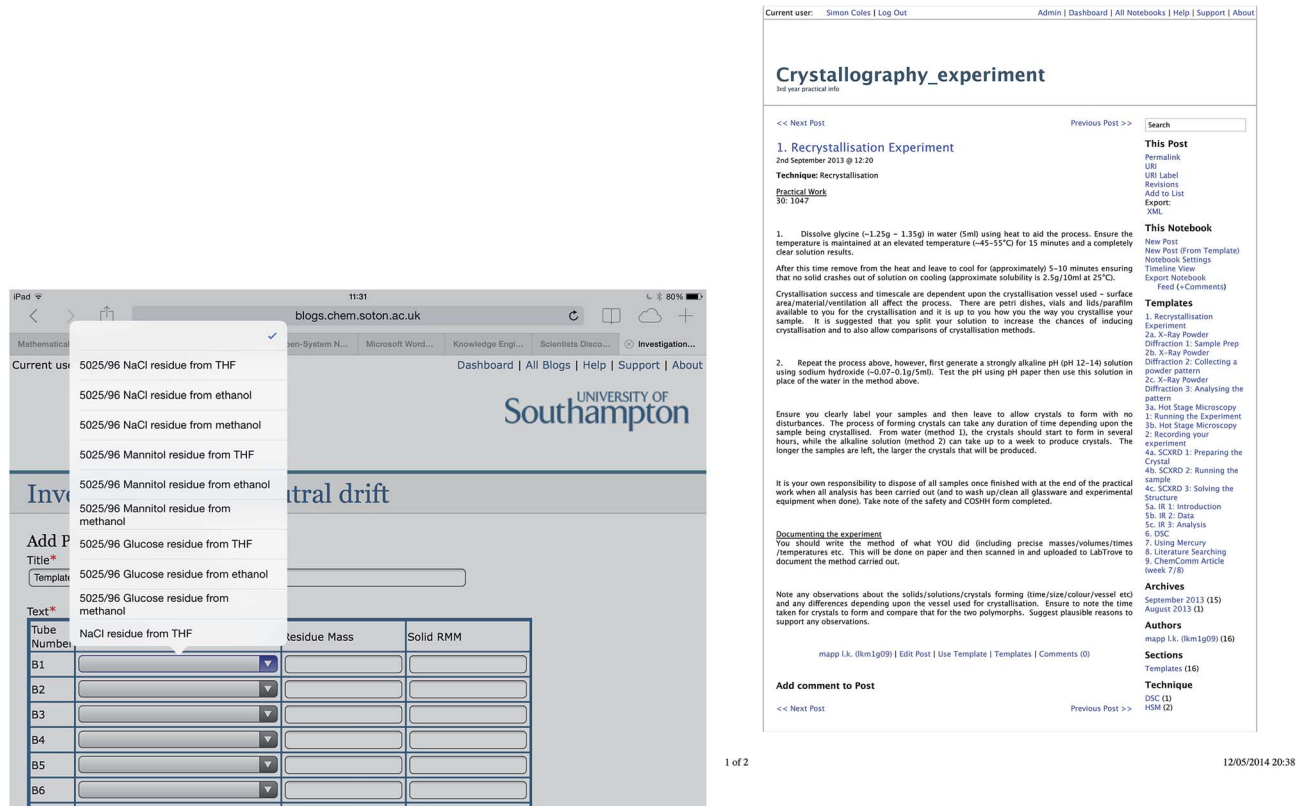 iPad
11:31
80%
blogs.chem.soton.ac.uk
Mathematical
pen-System N...
Microsoft Word...
Knowledge Engi...
Scientists Disco...
Investigation...
Current use
Dashboard | All Blogs | Help | Support | About
UNIVERSITY OF
Southampton
5025/96 NaCl residue from THF
5025/96 NaCl residue from ethanol
5025/96 NaCl residue from methanol
5025/96 Mannitol residue from THF
5025/96 Mannitol residue from ethanol
5025/96 Mannitol residue from
methanol
5025/96 Glucose residue from THF
5025/96 Glucose residue from ethanol
5025/96 Glucose residue from
methanol
NaCl residue from THF
Inve
utral drift
Add P
Title*
Template
Text*
Tube
Number
Residue Mass
Solid RMM
B1
B2
B3
B4
B5
B6
Current user: Simon Coles | Log Out
Admin | Dashboard | All Notebooks | Help | Support | About
Crystallography_experiment
3rd year practical info
<< Next Post
Previous Post >>
1. Recrystallisation Experiment
2nd September 2013 @ 12:20
Technique: Recrystallisation
Practical Work
30: 1047
1. Dissolve glycine (~1.25g – 1.35g) in water (5ml) using heat to aid the process. Ensure the
temperature is maintained at an elevated temperature (~45–55°C) for 15 minutes and a completely
clear solution results.
After this time remove from the heat and leave to cool for (approximately) 5–10 minutes ensuring
that no solid crashes out of solution on cooling (approximate solubility is 2.5g/10ml at 25°C).
Crystallisation success and timescale are dependent upon the crystallisation vessel used – surface
area/material/ventilation all affect the process. There are petri dishes, vials and lids/parafilm
available to you for the crystallisation and it is up to you how you the way you crystallise your
sample. It is suggested that you split your solution to increase the chances of inducing
crystallisation and to also allow comparisons of crystallisation methods.
2. Repeat the process above, however, first generate a strongly alkaline pH (pH 12–14) solution
using sodium hydroxide (~0.07–0.1g/5ml). Test the pH using pH paper then use this solution in
place of the water in the method above.
Ensure you clearly label your samples and then leave to allow crystals to form with no
disturbances. The process of forming crystals can take any duration of time depending upon the
sample being crystallised. From water (method 1), the crystals should start to form in several
hours, while the alkaline solution (method 2) can take up to a week to produce crystals. The
longer the samples are left, the larger the crystals that will be produced.
It is your own responsibility to dispose of all samples once finished with at the end of the practical
work when all analysis has been carried out (and to wash up/clean all glassware and experimental
equipment when done). Take note of the safety and COSHH form completed.
Documenting the experiment
You should write the method of what YOU did (including precise masses/volumes/times
/temperatures etc. This will be done on paper and then scanned in and uploaded to LabTrove to
document the method carried out.
Note any observations about the solids/solutions/crystals forming (time/size/colour/vessel etc)
and any differences depending upon the vessel used for crystallisation. Ensure to note the time
taken for crystals to form and compare that for the two polymorphs. Suggest plausible reasons to
support any observations.
mapp l.k. (lkm1g09) | Edit Post | Use Template | Templates | Comments (0)
Add comment to Post
<< Next Post
Previous Post >>
Search
This Post
Permalink
URI
URI Label
Revisions
Add to List
Export:
XML
This Notebook
New Post
New Post (From Template)
Notebook Settings
Timeline View
Export Notebook
Feed (+Comments)
Templates
1. Recrystallisation
Experiment
2a. X-Ray Powder
Diffraction 1: Sample Prep
2b. X-Ray Powder
Diffraction 2: Collecting a
powder pattern
2c. X-Ray Powder
Diffraction 3: Analysing the
pattern
3a. Hot Stage Microscopy
1: Running the Experiment
3b. Hot Stage Microscopy
2: Recording your
experiment
4a. SCXRD 1: Preparing the
Crystal
4b. SCXRD 2: Running the
sample
4c. SCXRD 3: Solving the
Structure
5a. IR 1: Introduction
5b. IR 2: Data
5c. IR 3: Analysis
6. DSC
7. Using Mercury
8. Literature Searching
9. ChemComm Article
(week 7/8)
Archives
September 2013 (15)
August 2013 (1)
Authors
mapp l.k. (lkm1g09) (16)
Sections
Templates (16)
Technique
DSC (1)
HSM (2)
1 of 2
12/05/2014 20:38